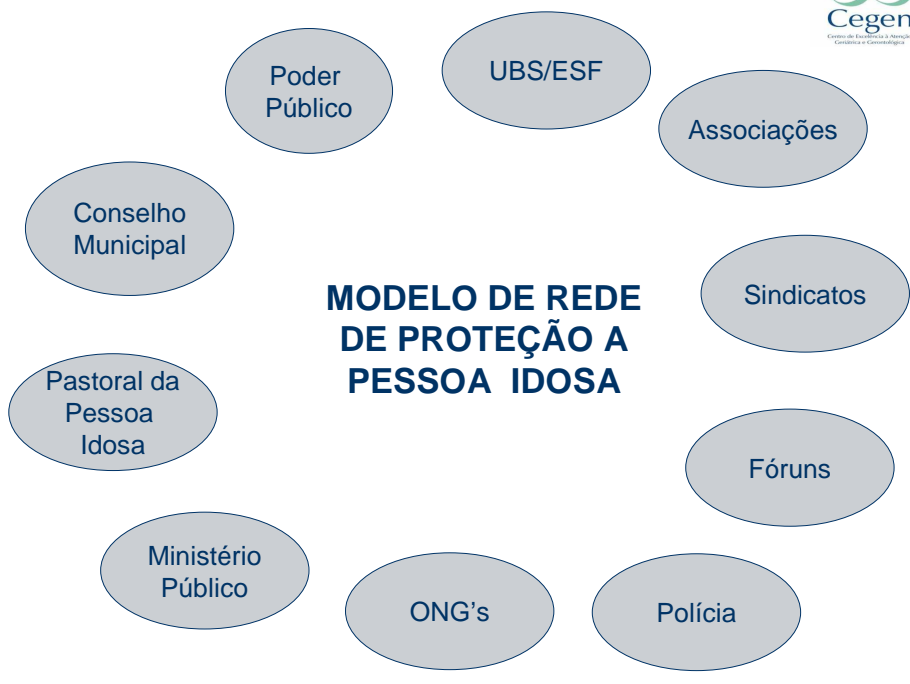 Cegen
Centro de Excelência à Atenção
Geriátrica e Gerontológica
Poder
Público
UBS/ESF
Associações
Conselho
Municipal
MODELO DE REDE
DE PROTEÇÃO A
PESSOA IDOSA
Sindicatos
Pastoral da
Pessoa
Idosa
Fóruns
Ministério
Público
ONG's
Polícia